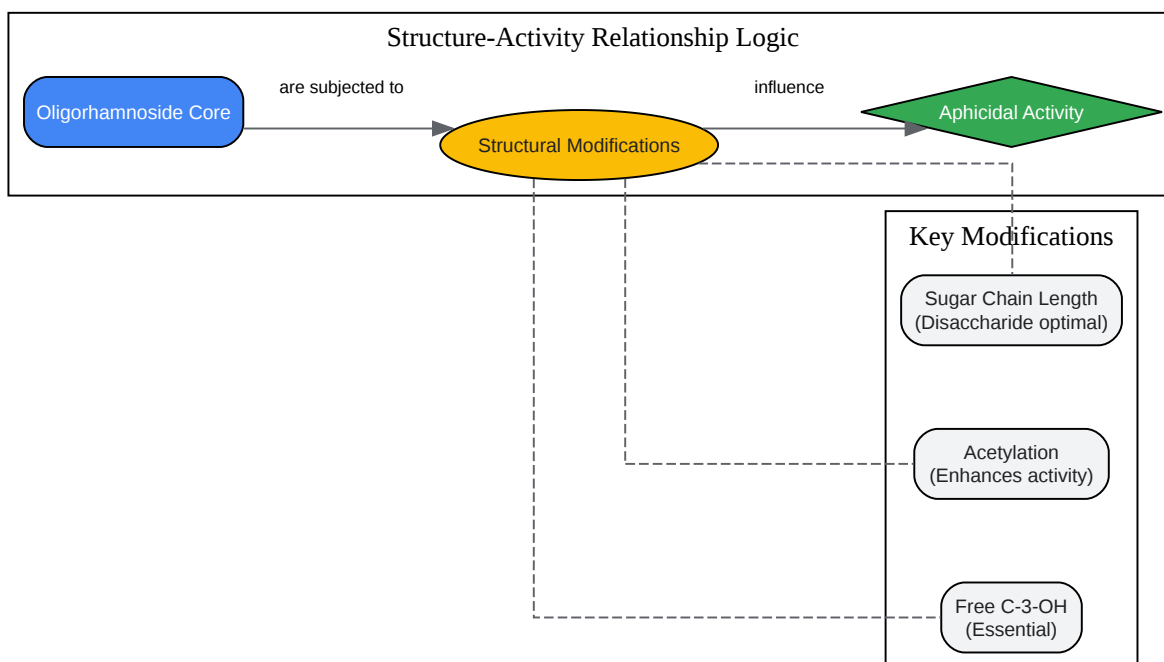 Structure-Activity Relationship Logic
Oligorhamnoside Core
are subjected to
Structural Modifications
influence
Aphicidal Activity
Key Modifications
Sugar Chain Length
(Disaccharide optimal)
Acetylation
(Enhances activity)
Free C-3-OH
(Essential)